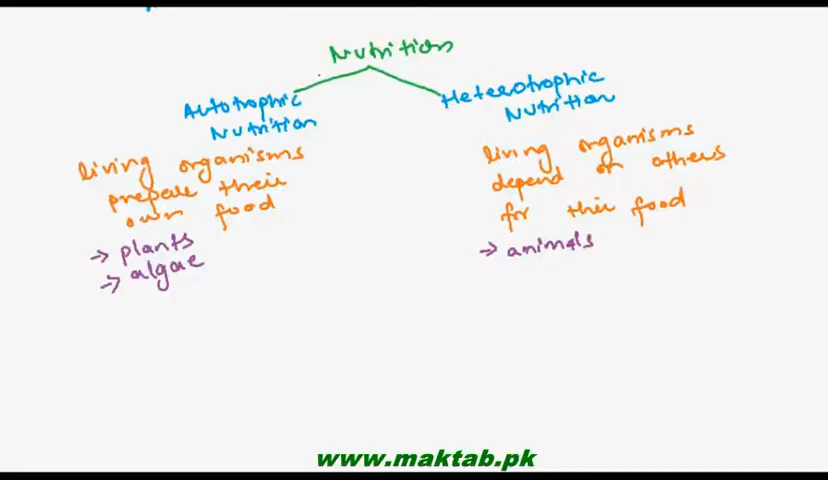 Nutrition
Autotrophic
Nutrition
living organisms
prepare their
own food
→ plants
→ algae
Heterotrophic
Nutrition
living organisms
depend on others
for their food
→ animals
www.maktab.pk